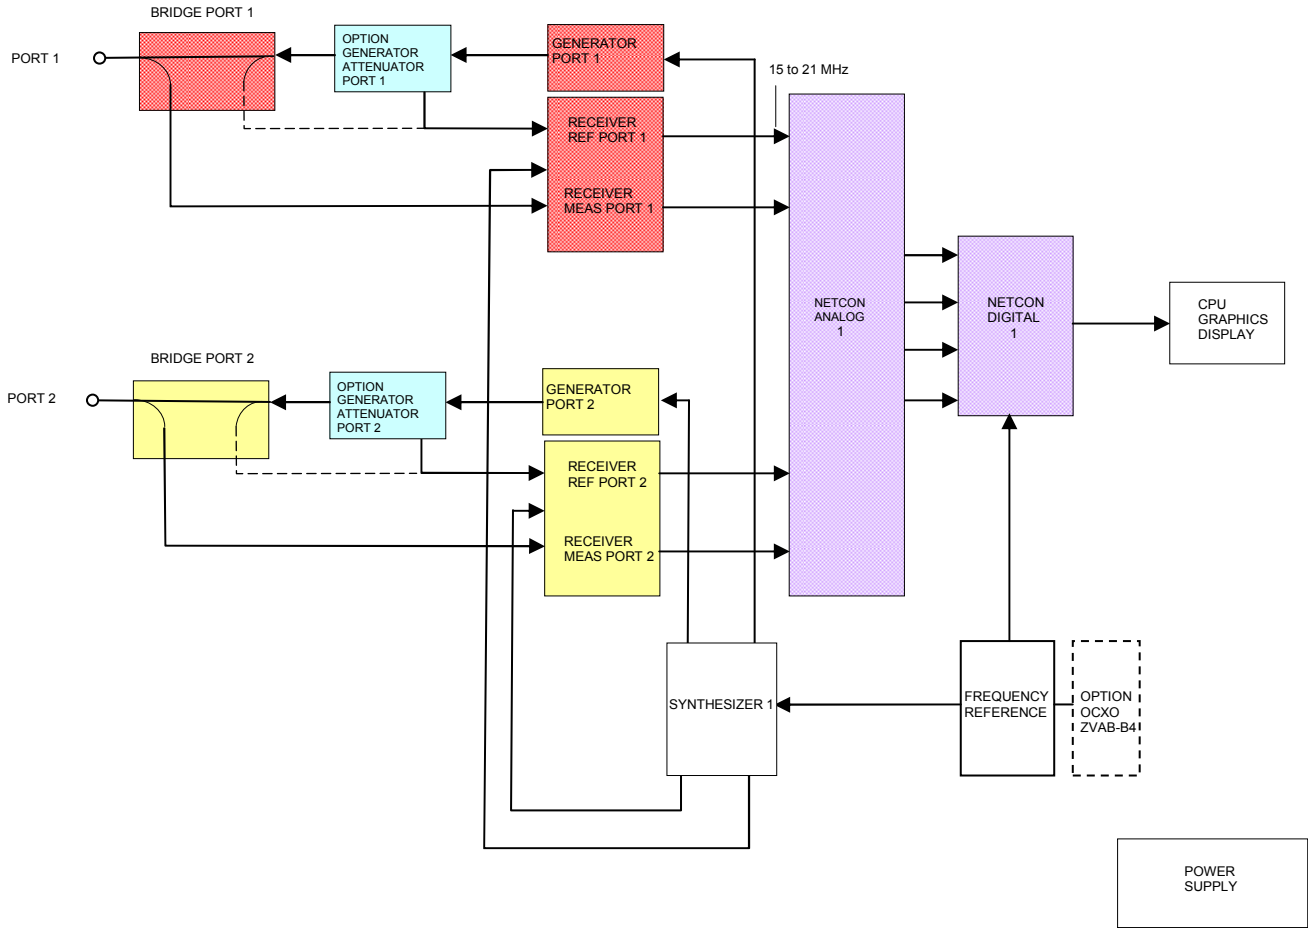 BRIDGE PORT 1
PORT 1
OPTION
GENERATOR
ATTENUATOR
PORT 1
GENERATOR
PORT 1
15 to 21 MHz
RECEIVER
REF PORT 1
RECEIVER
MEAS PORT 1
NETCON
ANALOG
1
NETCON
DIGITAL
1
CPU
GRAPHICS
DISPLAY
BRIDGE PORT 2
PORT 2
OPTION
GENERATOR
ATTENUATOR
PORT 2
GENERATOR
PORT 2
RECEIVER
REF PORT 2
RECEIVER
MEAS PORT 2
SYNTHESIZER 1
FREQUENCY
REFERENCE
OPTION
OCXO
ZVAB-B4
POWER
SUPPLY